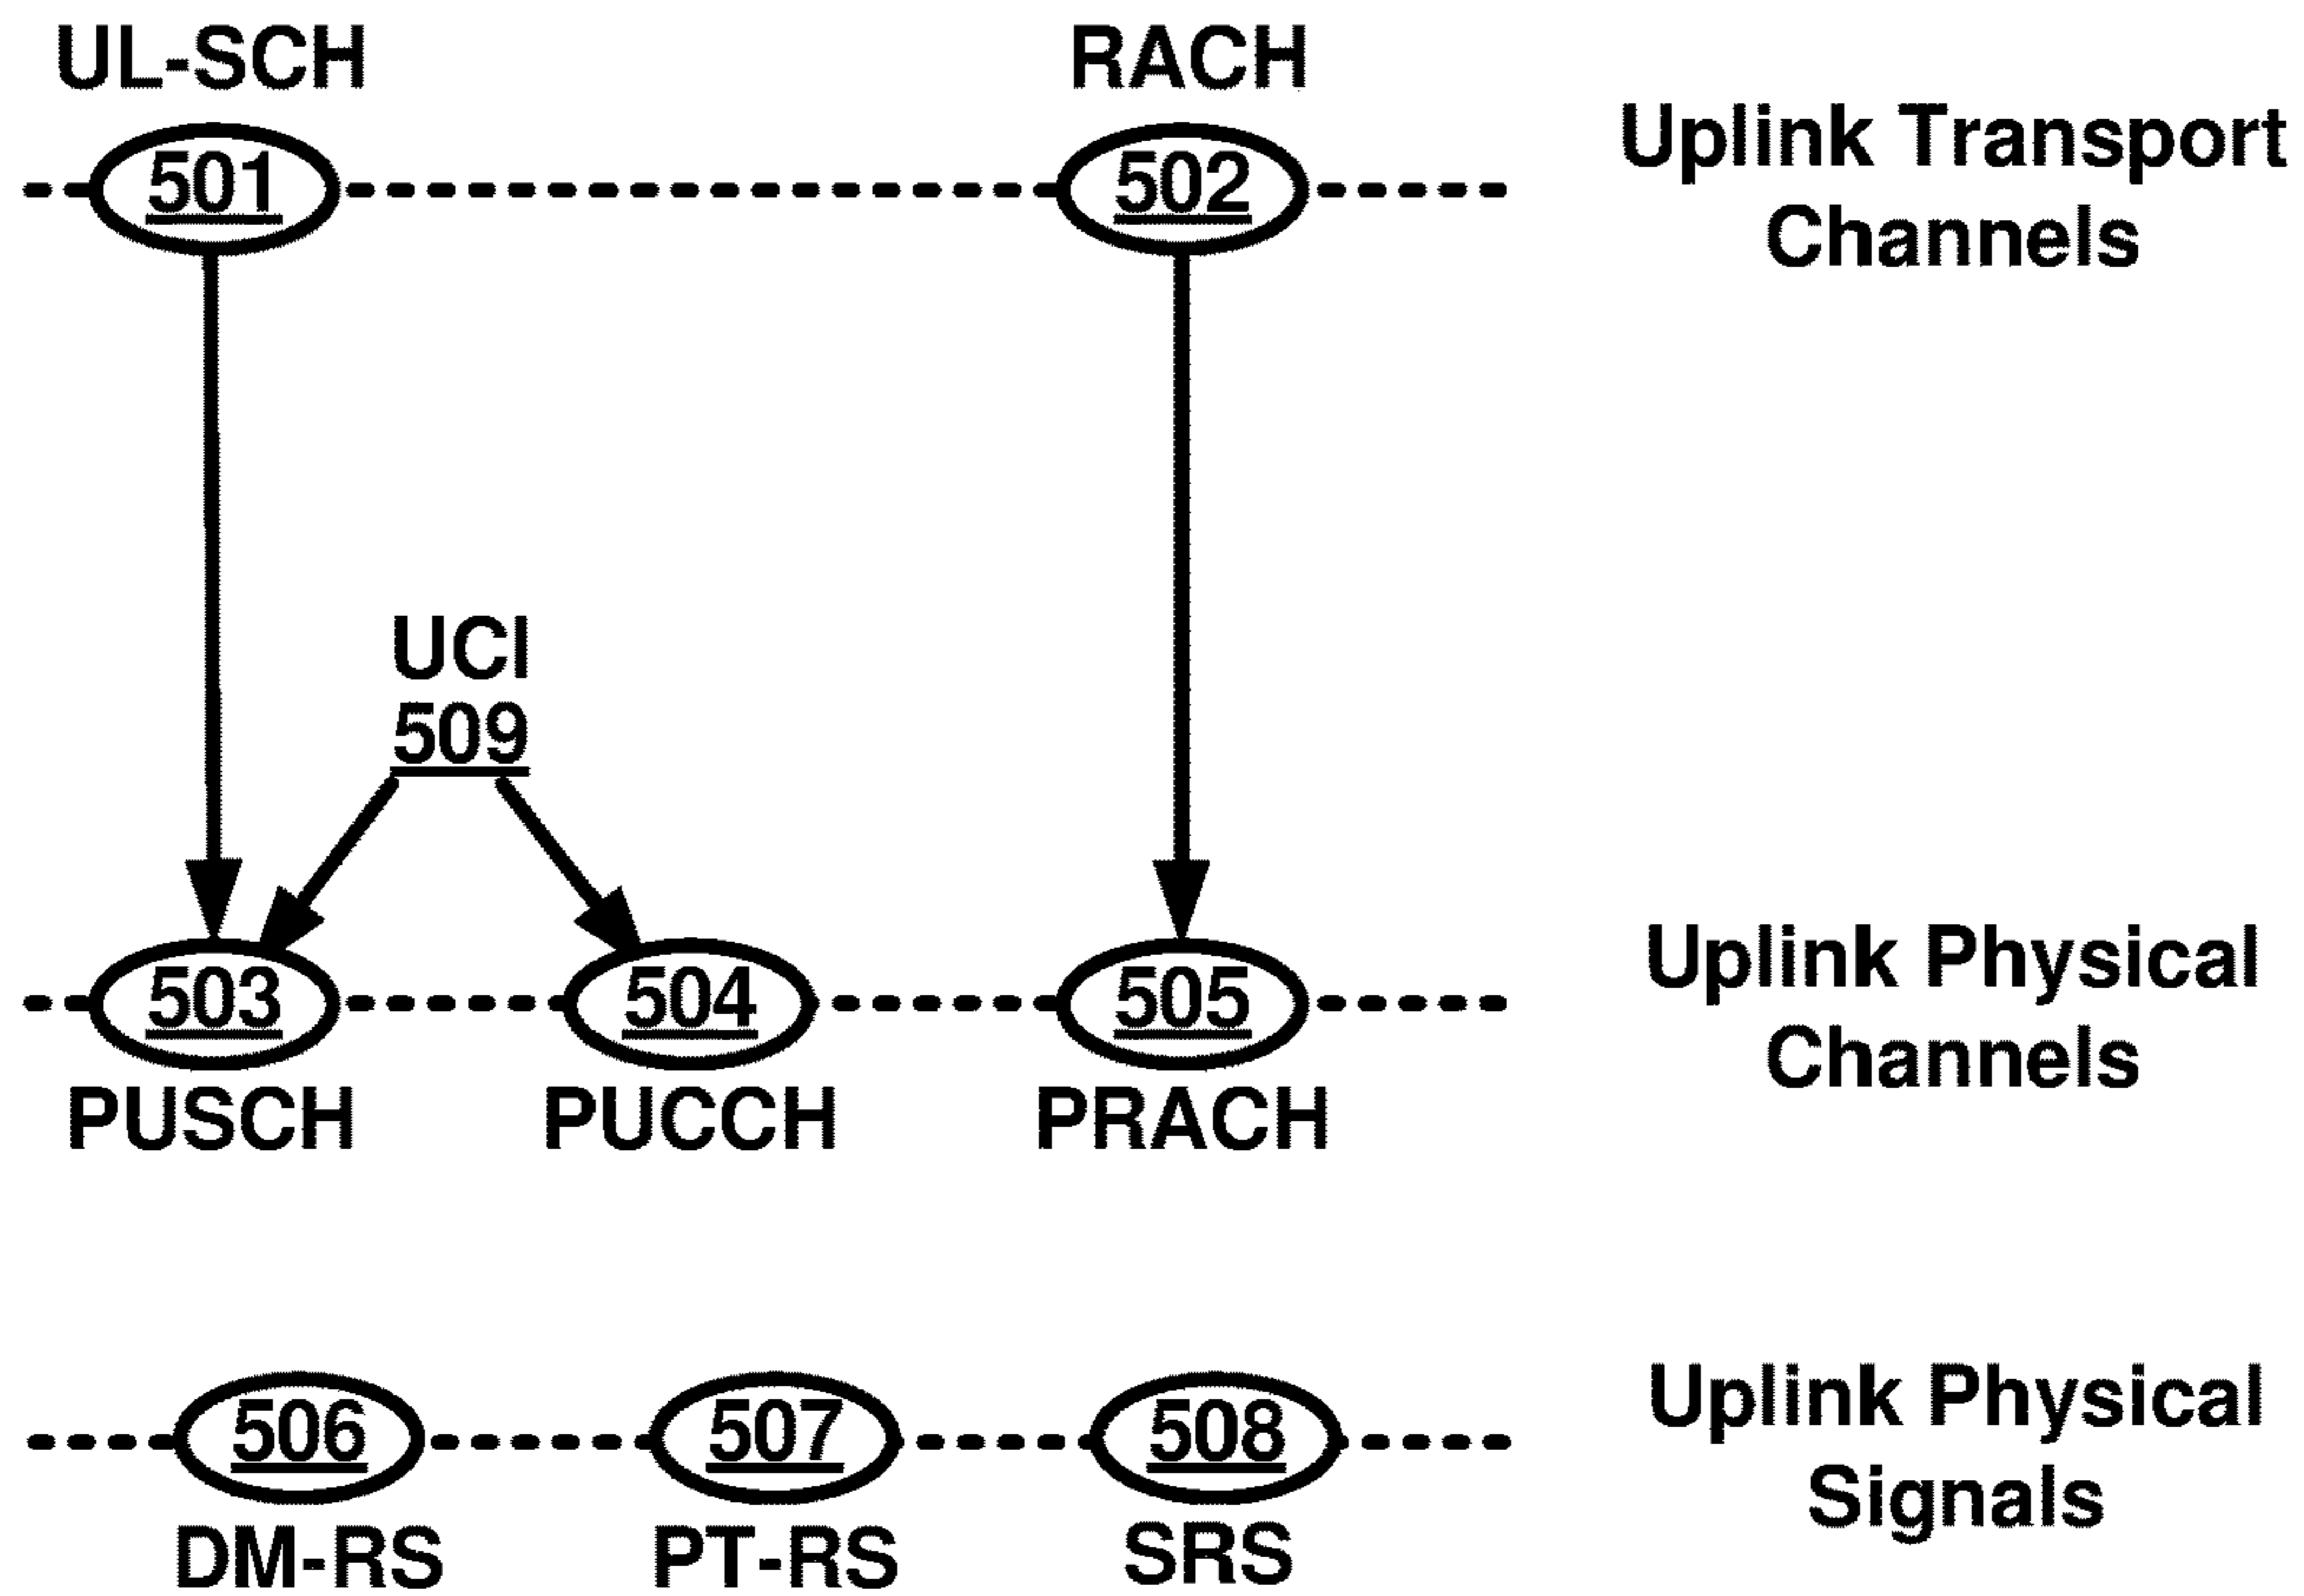 UL-SCH
RACH
501
502
Uplink Transport
Channels
UCI
509
503
504
505
Uplink Physical
Channels
PUSCH
PUCCH
PRACH
506
507
508
Uplink Physical
Signals
DM-RS
PT-RS
SRS